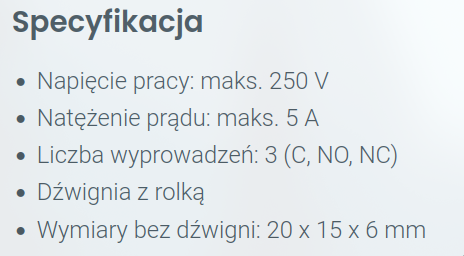 Specyfikacja
• Napięcie pracy: maks. 250 V
• Natężenie prądu: maks. 5 A
• Liczba wyprowadzeń: 3 (C, NO, NC)
• Dźwignia z rolką
• Wymiary bez dźwigni: 20 x 15 x 6 mm